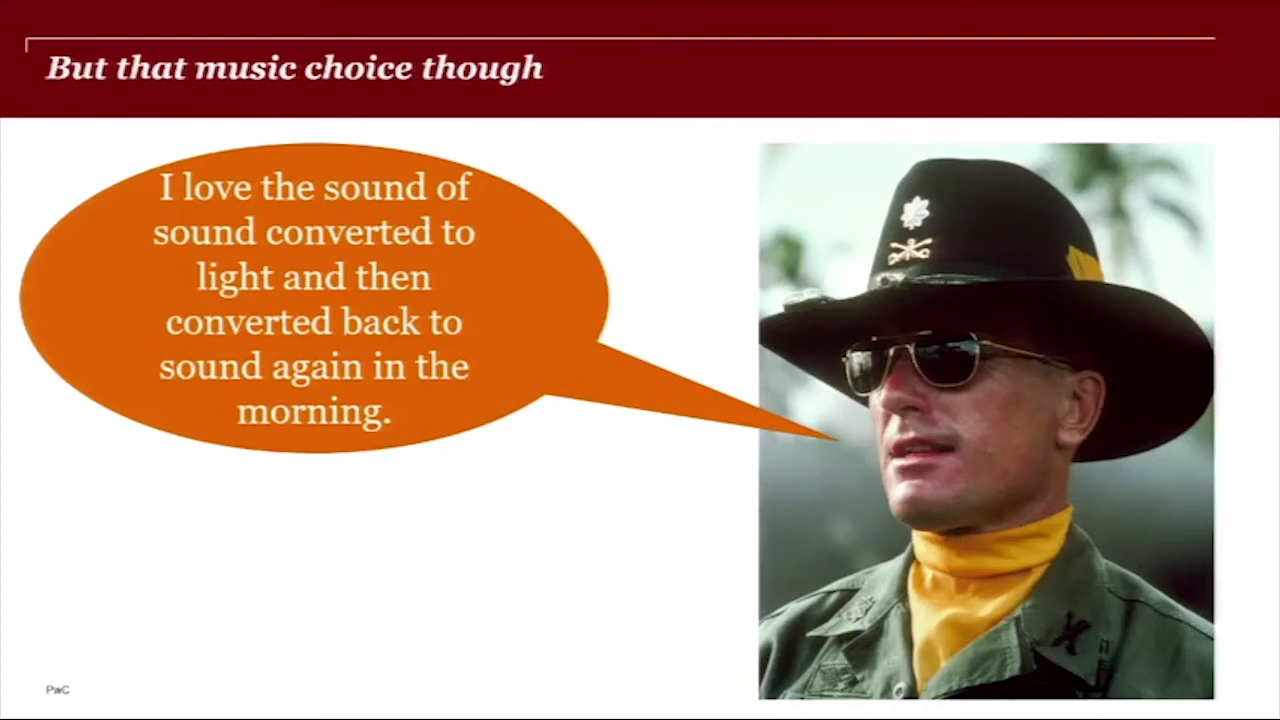 But that music choice though
I love the sound of
sound converted to
light and then
converted back to
sound again in the
morning.
PwC